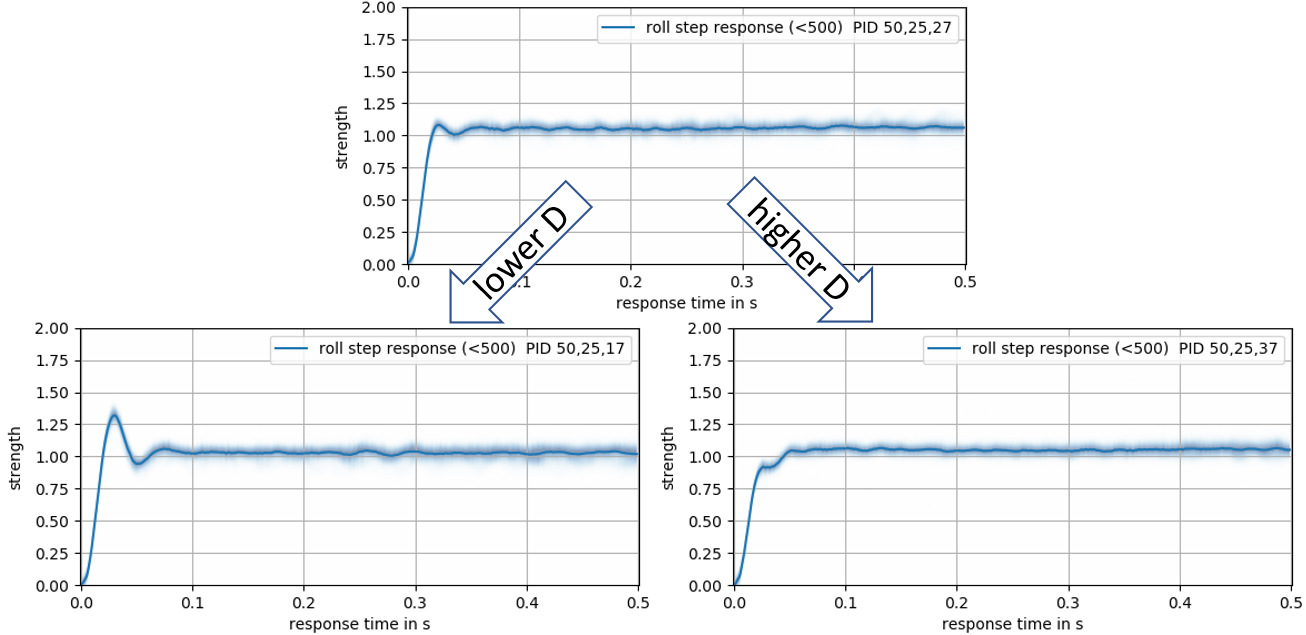 2.00
1.75
1.50
1.25
1.00
0.75
0.50
0.25
0.00
strength
roll step response (<500) PID 50,25,27
0.0 0.1 0.2 0.3 0.5
response time in s
lower D
higher D
2.00
1.75
1.50
1.25
1.00
0.75
0.50
0.25
0.00
strength
roll step response (<500) PID 50,25,17
0.0 0.1 0.2 0.3 0.4 0.5
response time in s
2.00
1.75
1.50
1.25
1.00
0.75
0.50
0.25
0.00
strength
roll step response (<500) PID 50,25,37
0.0 0.1 0.2 0.3 0.4 0.5
response time in s